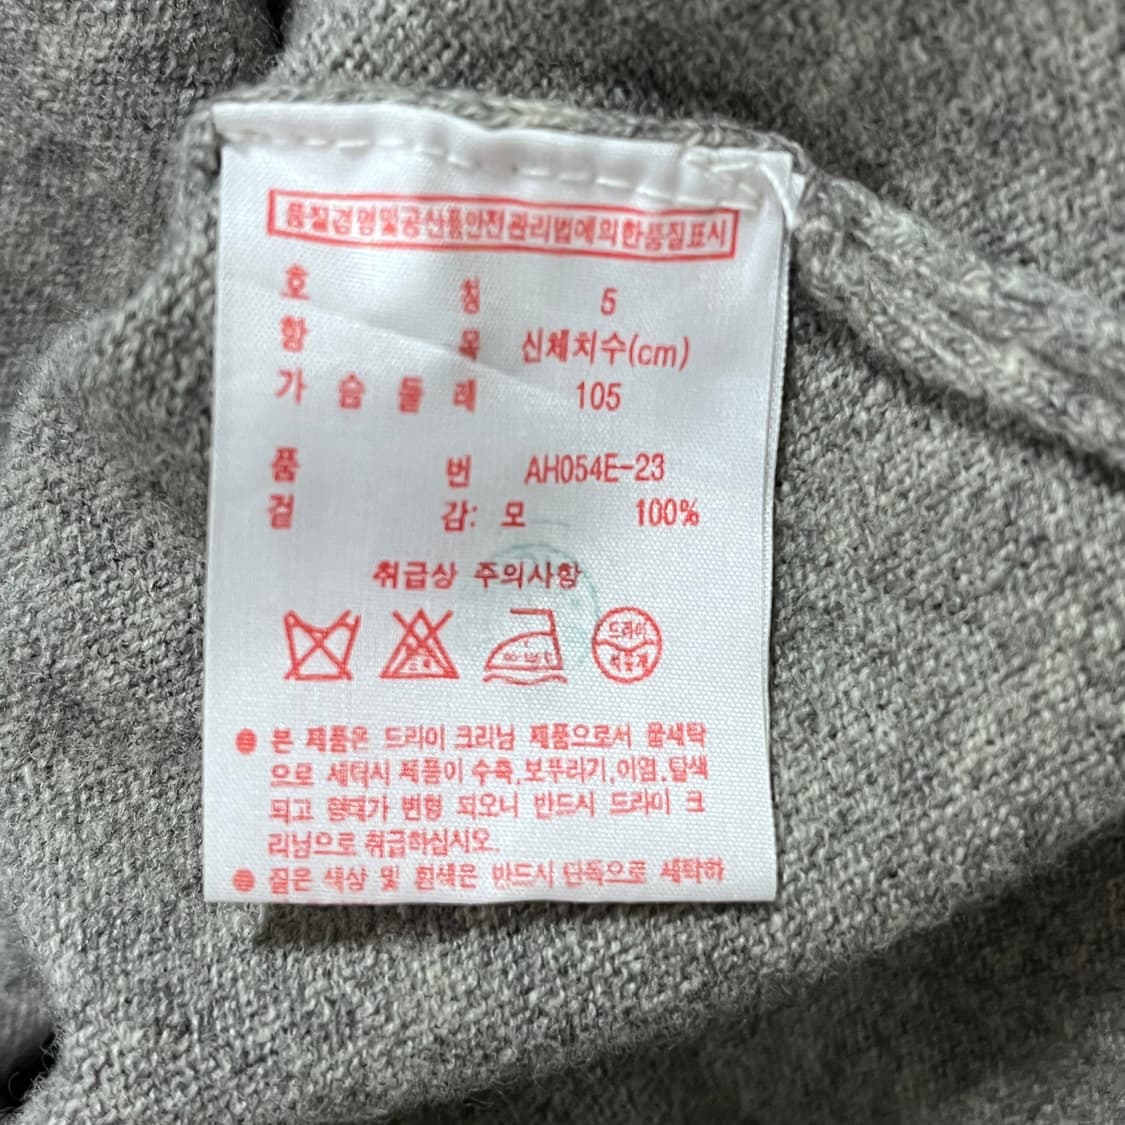 품질경영및공산품안전관리법에의한품질표시
호 칭 5
항 목 신체치수(cm)
가 슴 둘 레 105
품 번 AH054E-23
겉 감: 모 100%
취급상 주의사항
드라이
● 본 제품은 드라이 크리닝 제품으로서 물세탁
으로 세탁시 제품이 수축,보푸러기,이염,탈색
되고 형태가 변형 되오니 반드시 드라이 크
리닝으로 취급하십시오.
● 짙은 색상 및 흰색은 반드시 단독으로 세탁하